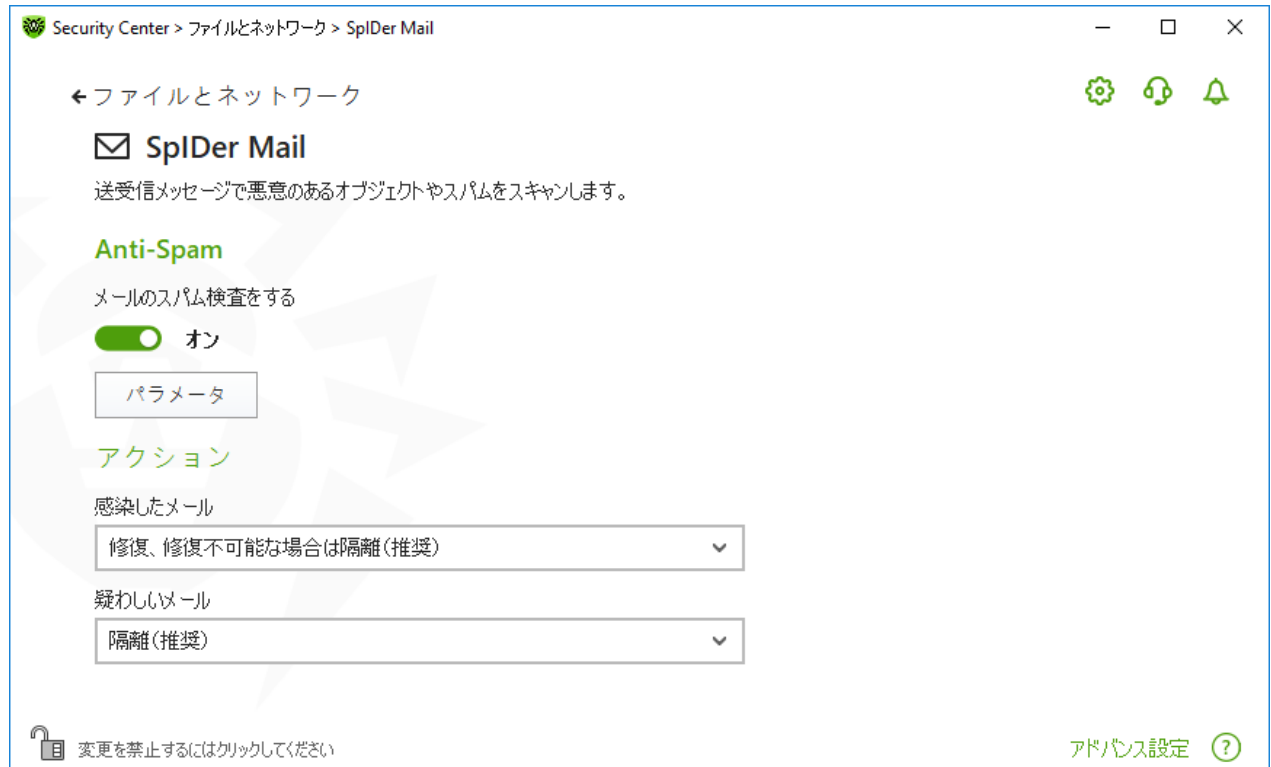 Security Center > ファイルとネットワーク > SpIDer Mail
ファイルとネットワーク
SpIDer Mail
送受信メッセージで悪意のあるオブジェクトやスパムをスキャンします。
Anti-Spam
メールのスパム検査をする
オン
パラメータ
アクション
感染したメール
修復、修復不可能な場合は隔離(推奨)
疑わしいメール
隔離(推奨)
変更を禁止するにはクリックしてください
アドバンス設定 ?